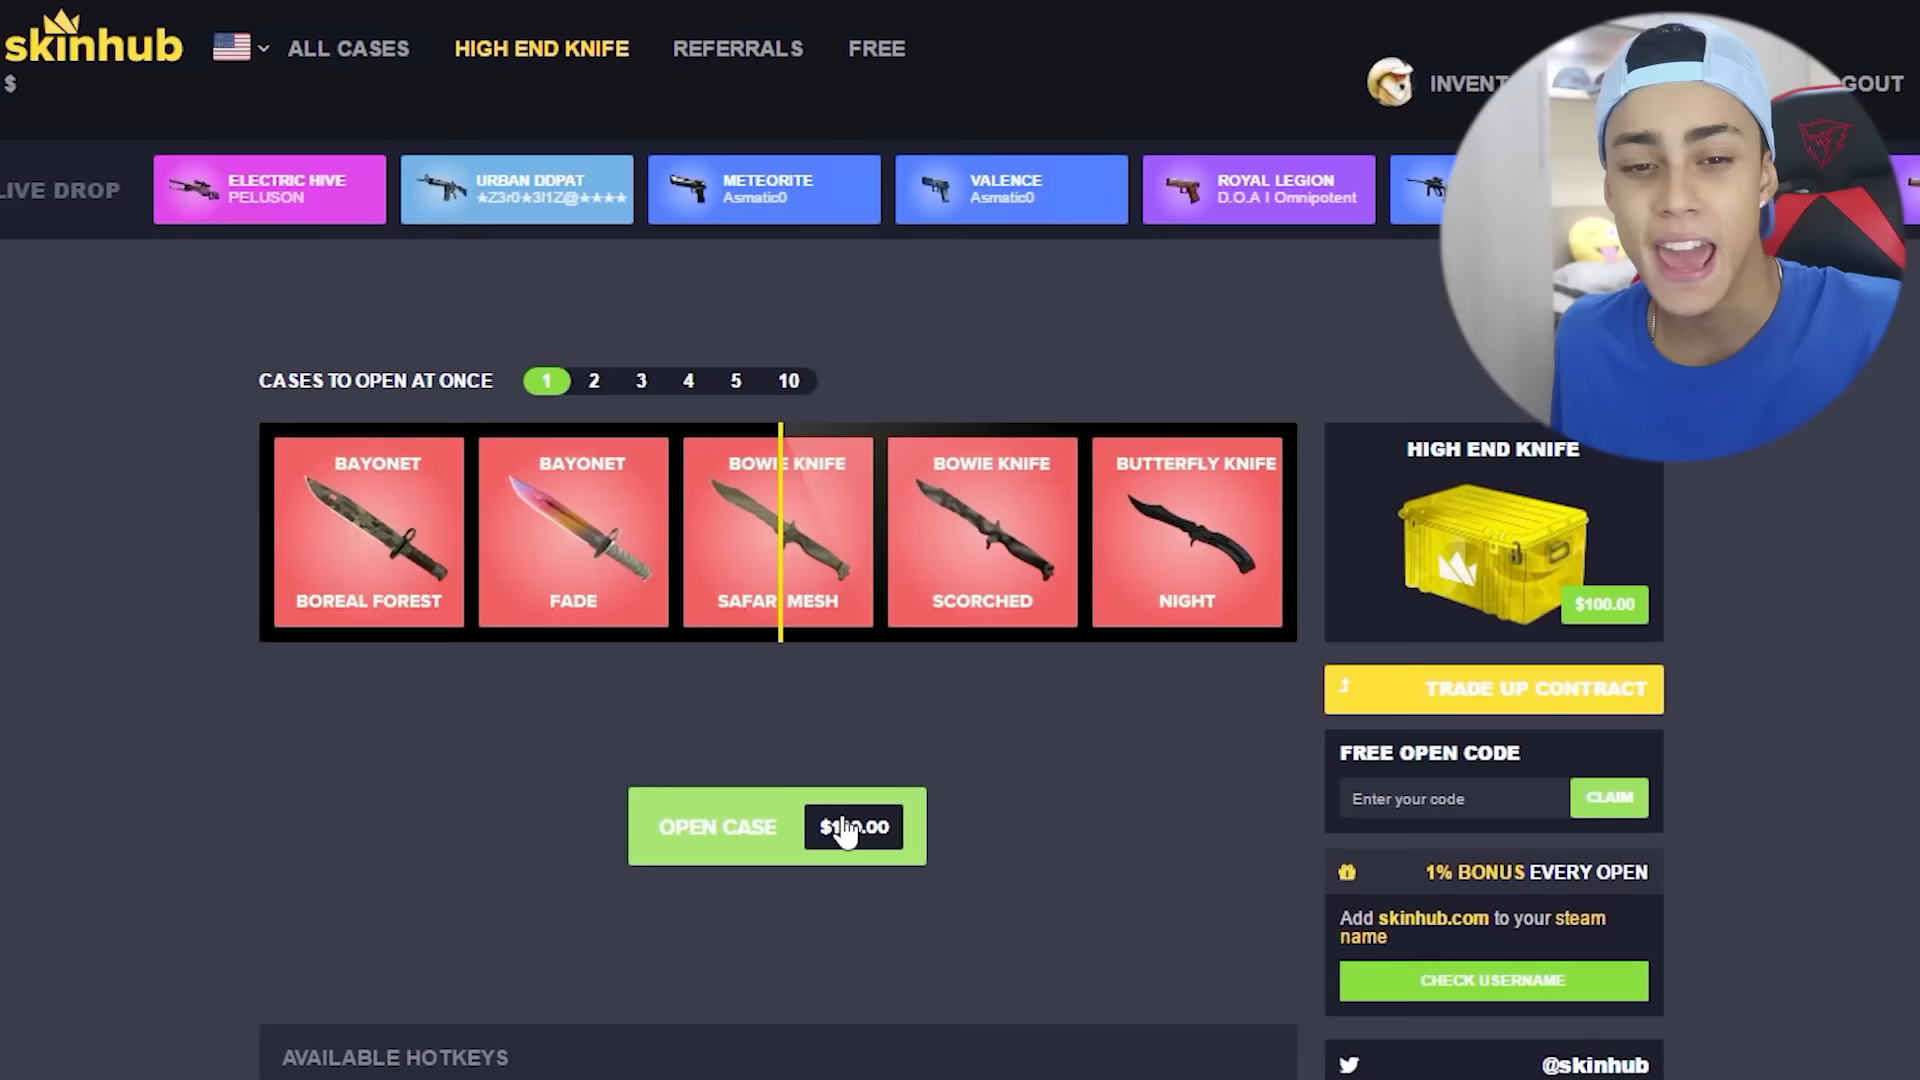 skinhub
ALL CASES
HIGH END KNIFE
REFERRALS
FREE
$
INVENT
GOUT
LIVE DROP
ELECTRIC HIVE
PELUSON
URBAN DDPAT
★Z3r0★3l1Z@★★★★
METEORITE
Asmatic0
VALENCE
Asmatic0
ROYAL LEGION
D.O.A I Omnipotent
CASES TO OPEN AT ONCE
1 2 3 4 5 10
BAYONET
BOREAL FOREST
BAYONET
FADE
BOWIE KNIFE
SAFARI MESH
BOWIE KNIFE
SCORCHED
BUTTERFLY KNIFE
NIGHT
HIGH END KNIFE
$100.00
TRADE UP CONTRACT
FREE OPEN CODE
Enter your code
CLAIM
OPEN CASE $100.00
1% BONUS EVERY OPEN
Add skinhub.com to your steam
name
CHECK USERNAME
AVAILABLE HOTKEYS
@skinhub